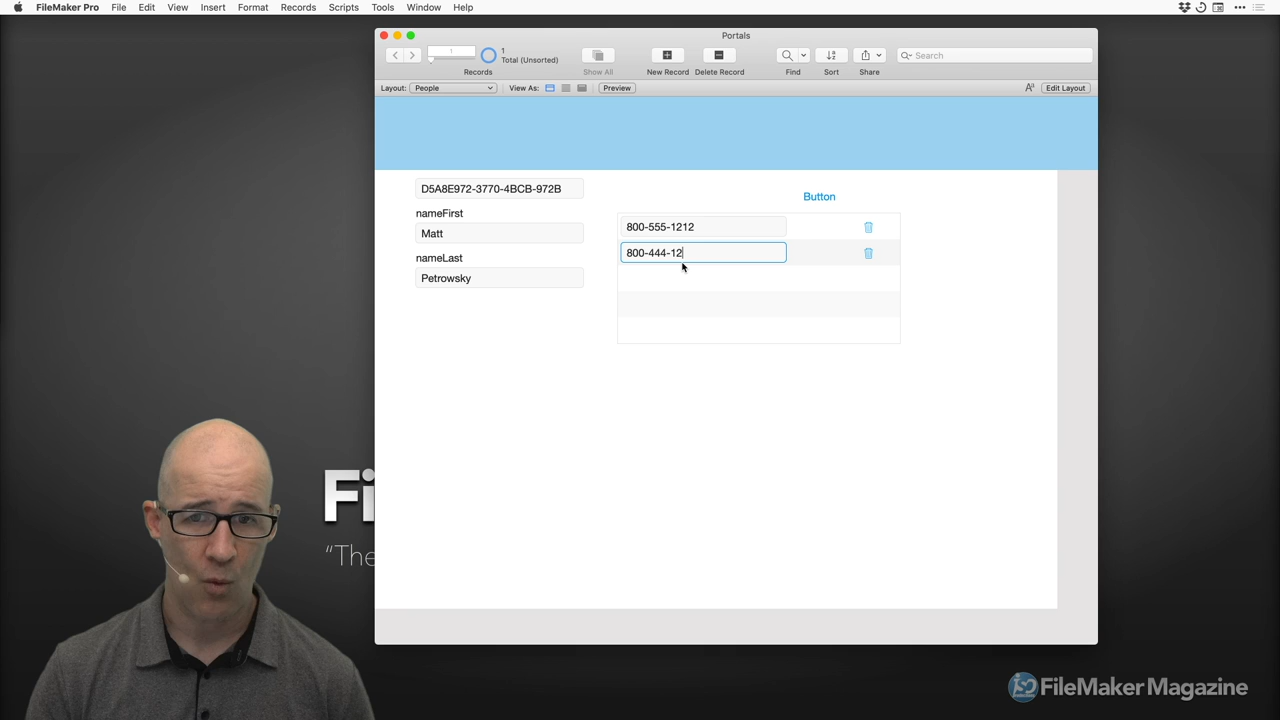 FileMaker Pro File Edit View Insert Format Records Scripts Tools Window Help
Portals
1
1
Total (Unsorted)
Records
Show All
New Record
Delete Record
Find
Sort
Share
Search
Layout: People View As: Preview Aa Edit Layout
D5A8E972-3770-4BCB-972B
nameFirst
Matt
nameLast
Petrowsky
Button
800-555-1212
800-444-12
Fi
“The
FileMaker Magazine